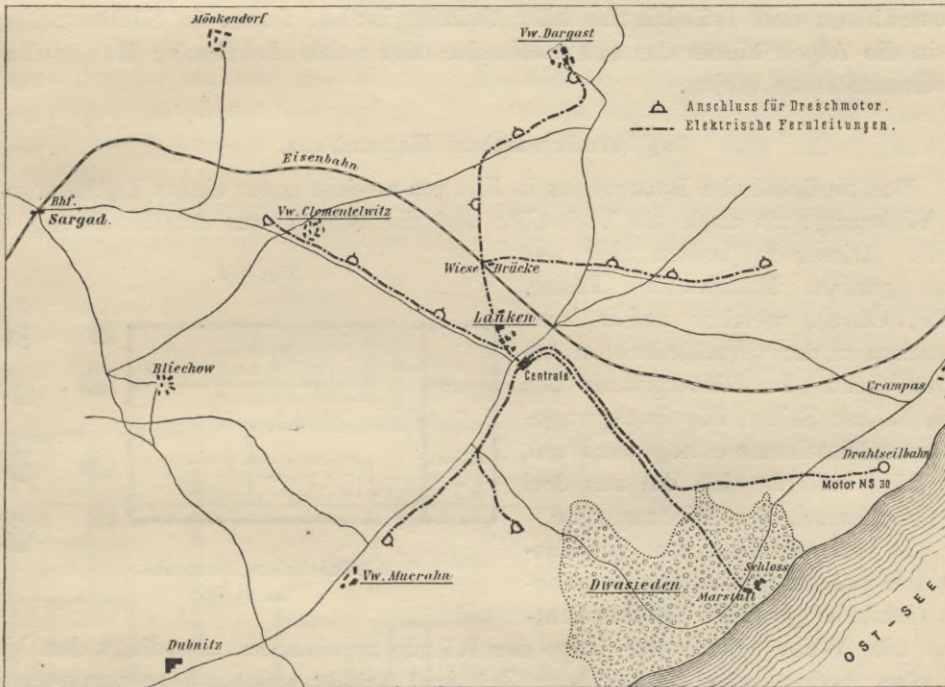 Mönkendorf
Vw. Dargast
Anschluss für Dreschmotor.
Elektrische Fernleitungen.
Eisenbahn
Bhf.
Sargad.
Vw. Clementelwitz
Wiese
Brücke
Lanken
Centrale
Bliechow
Crampas
Drahtseilbahn
Motor NS 30
Schloss
Dwasieden
Marstall
Vw. Mucrahn
Dubnitz
OST-SEE